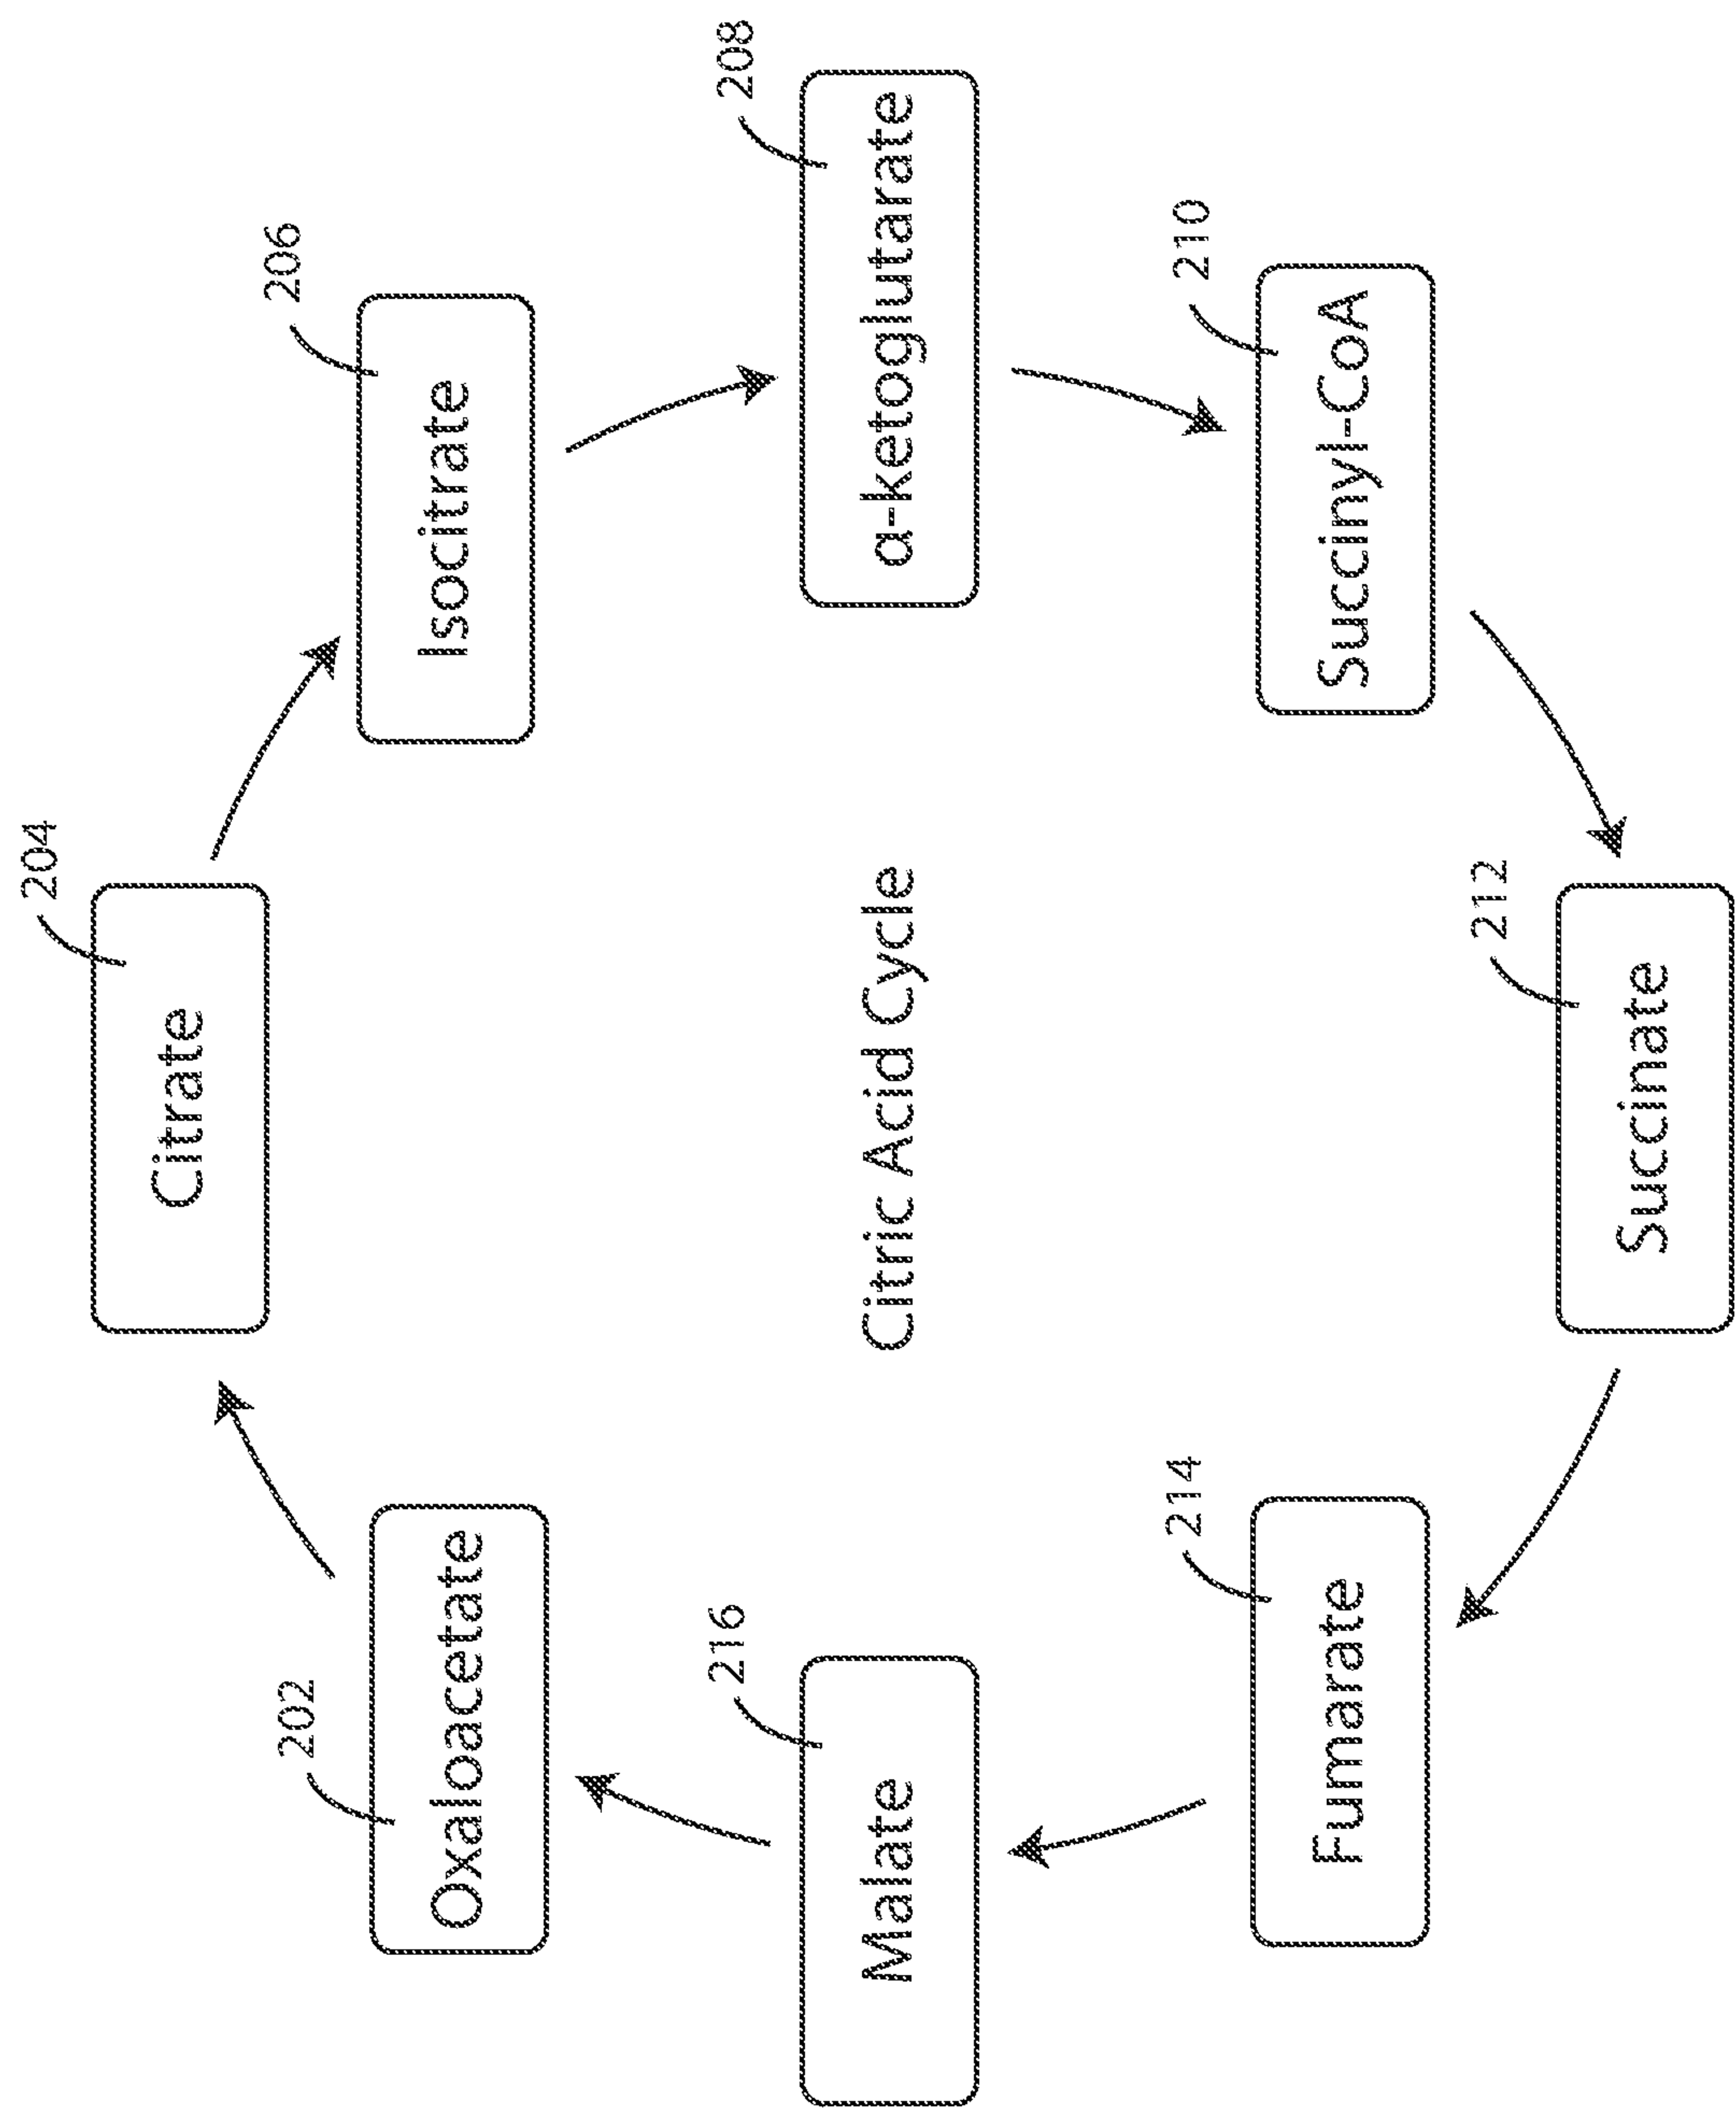 204
Citrate
202
206
Oxaloacetate
Isocitrate
216
208
Malate
Citric Acid Cycle
α-ketoglutarate
214
210
Fumarate
Succinyl-CoA
212
Succinate